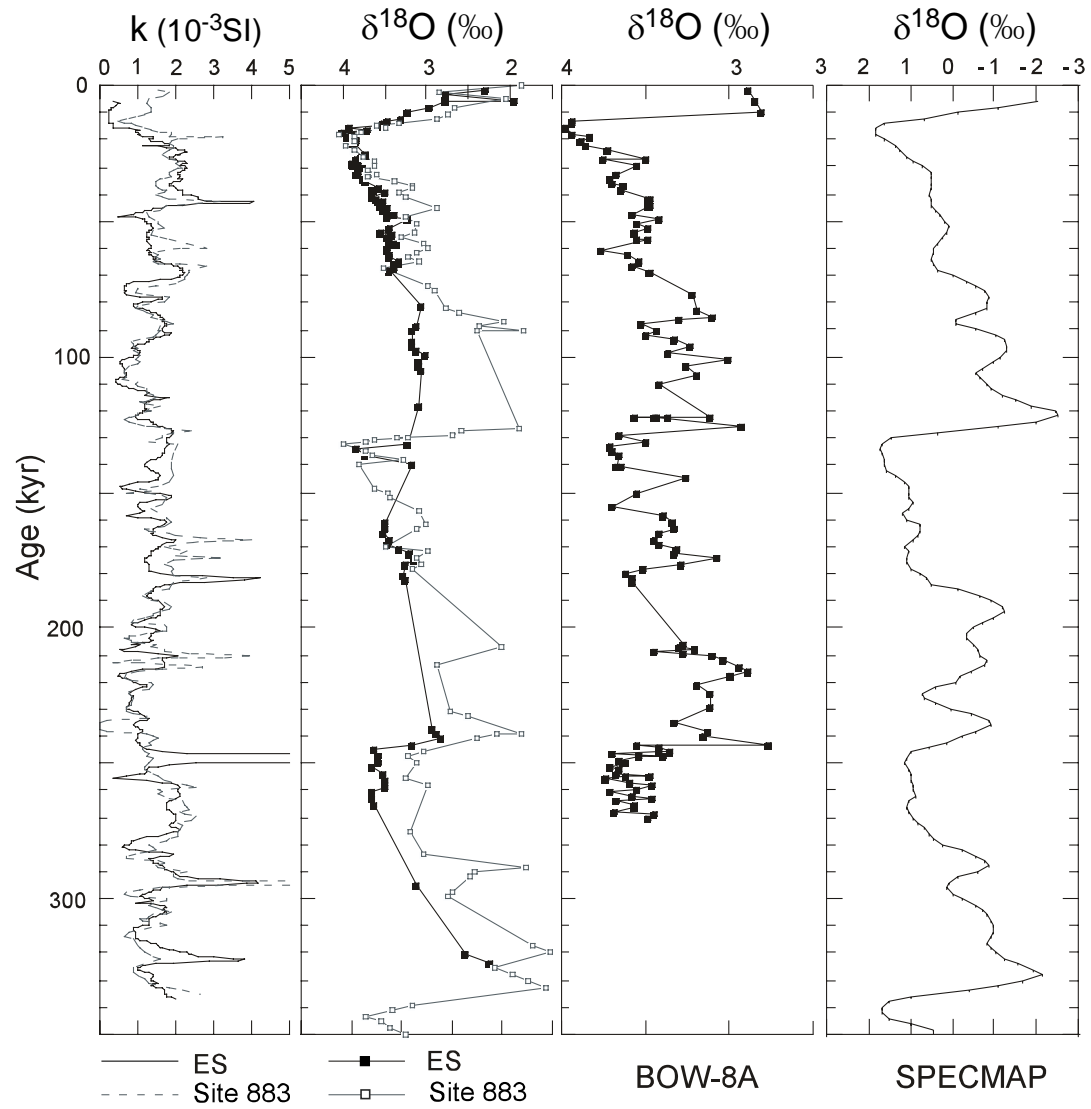 k (10⁻³SI) δ¹⁸O (‰) δ¹⁸O (‰) δ¹⁸O (‰)
0 1 2 3 4 5 4 3 2 4 3 3 2 1 0 -1 -2 -3
0
100
200
300
Age (kyr)
ES ES
Site 883 Site 883
BOW-8A SPECMAP